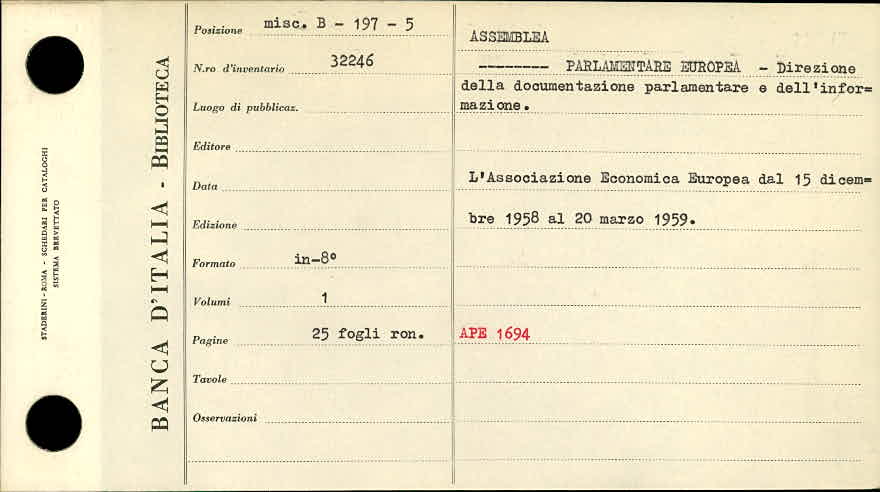 STADERINI - ROMA - SCHEDARI PER CATALOGHI
SISTEMA BREVETTATO
BANCA D'ITALIA - BIBLIOTECA
Posizione misc. B - 197 - 5
N.ro d'inventario 32246
Luogo di pubblicaz.
Editore
Data
Edizione
Formato in-8°
Volumi 1
Pagine 25 fogli ron.
Tavole
Osservazioni
ASSEMBLEA
-------- PARLAMENTARE EUROPEA - Direzione
della documentazione parlamentare e dell'infor=
mazione.
L'Associazione Economica Europea dal 15 dicem=
bre 1958 al 20 marzo 1959.
APE 1694